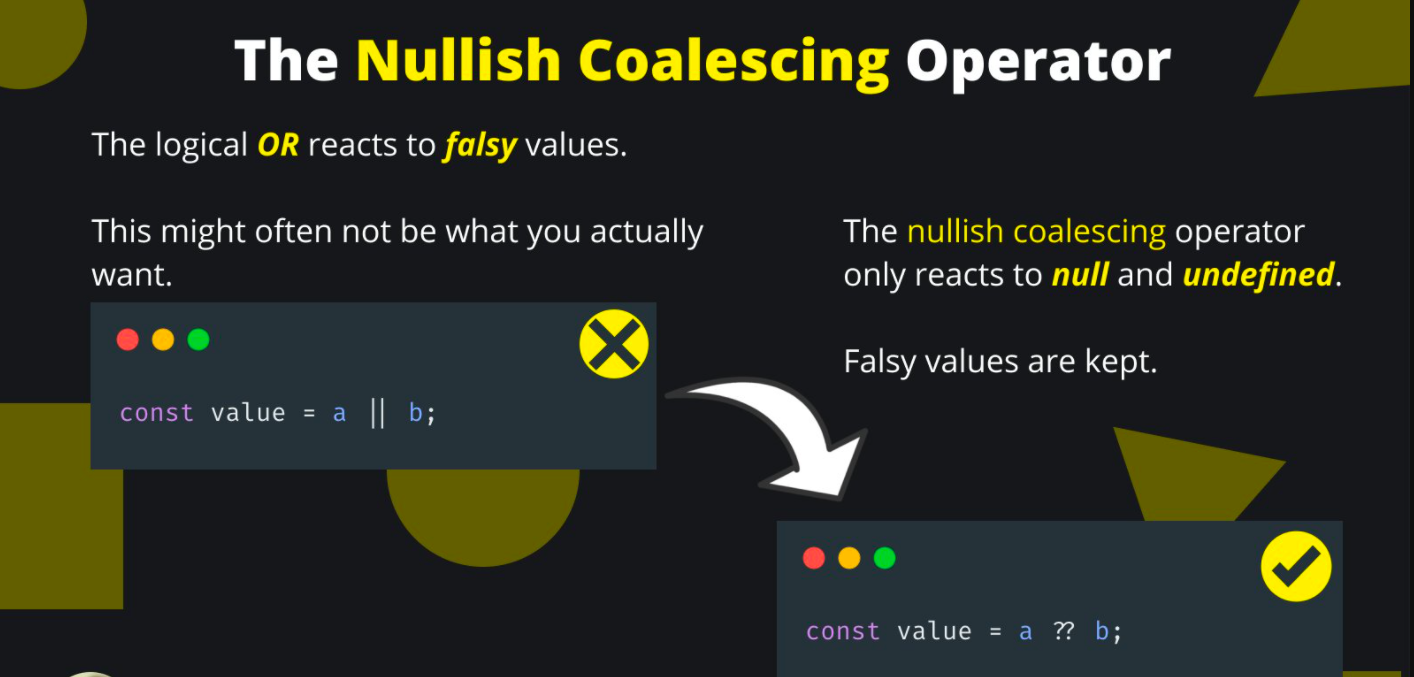 The Nullish Coalescing Operator
The logical OR reacts to falsy values.
This might often not be what you actually
want.
const value = a || b;
The nullish coalescing operator
only reacts to null and undefined.
Falsy values are kept.
const value = a ?? b;